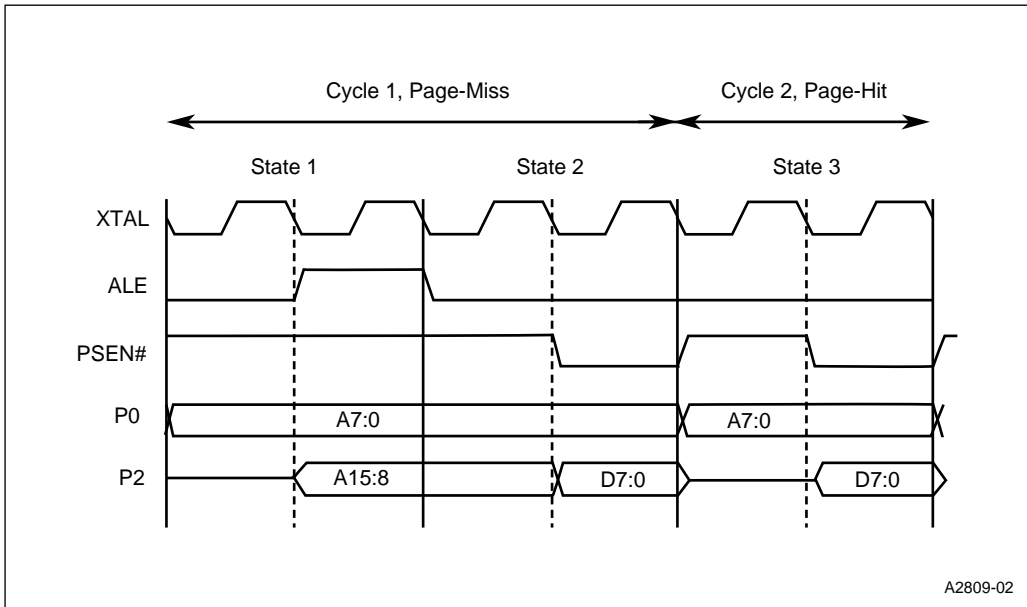 Cycle 1, Page-Miss Cycle 2, Page-Hit
State 1 State 2 State 3
XTAL
ALE
PSEN#
P0 A7:0 A7:0
P2 A15:8 D7:0 D7:0
A2809-02